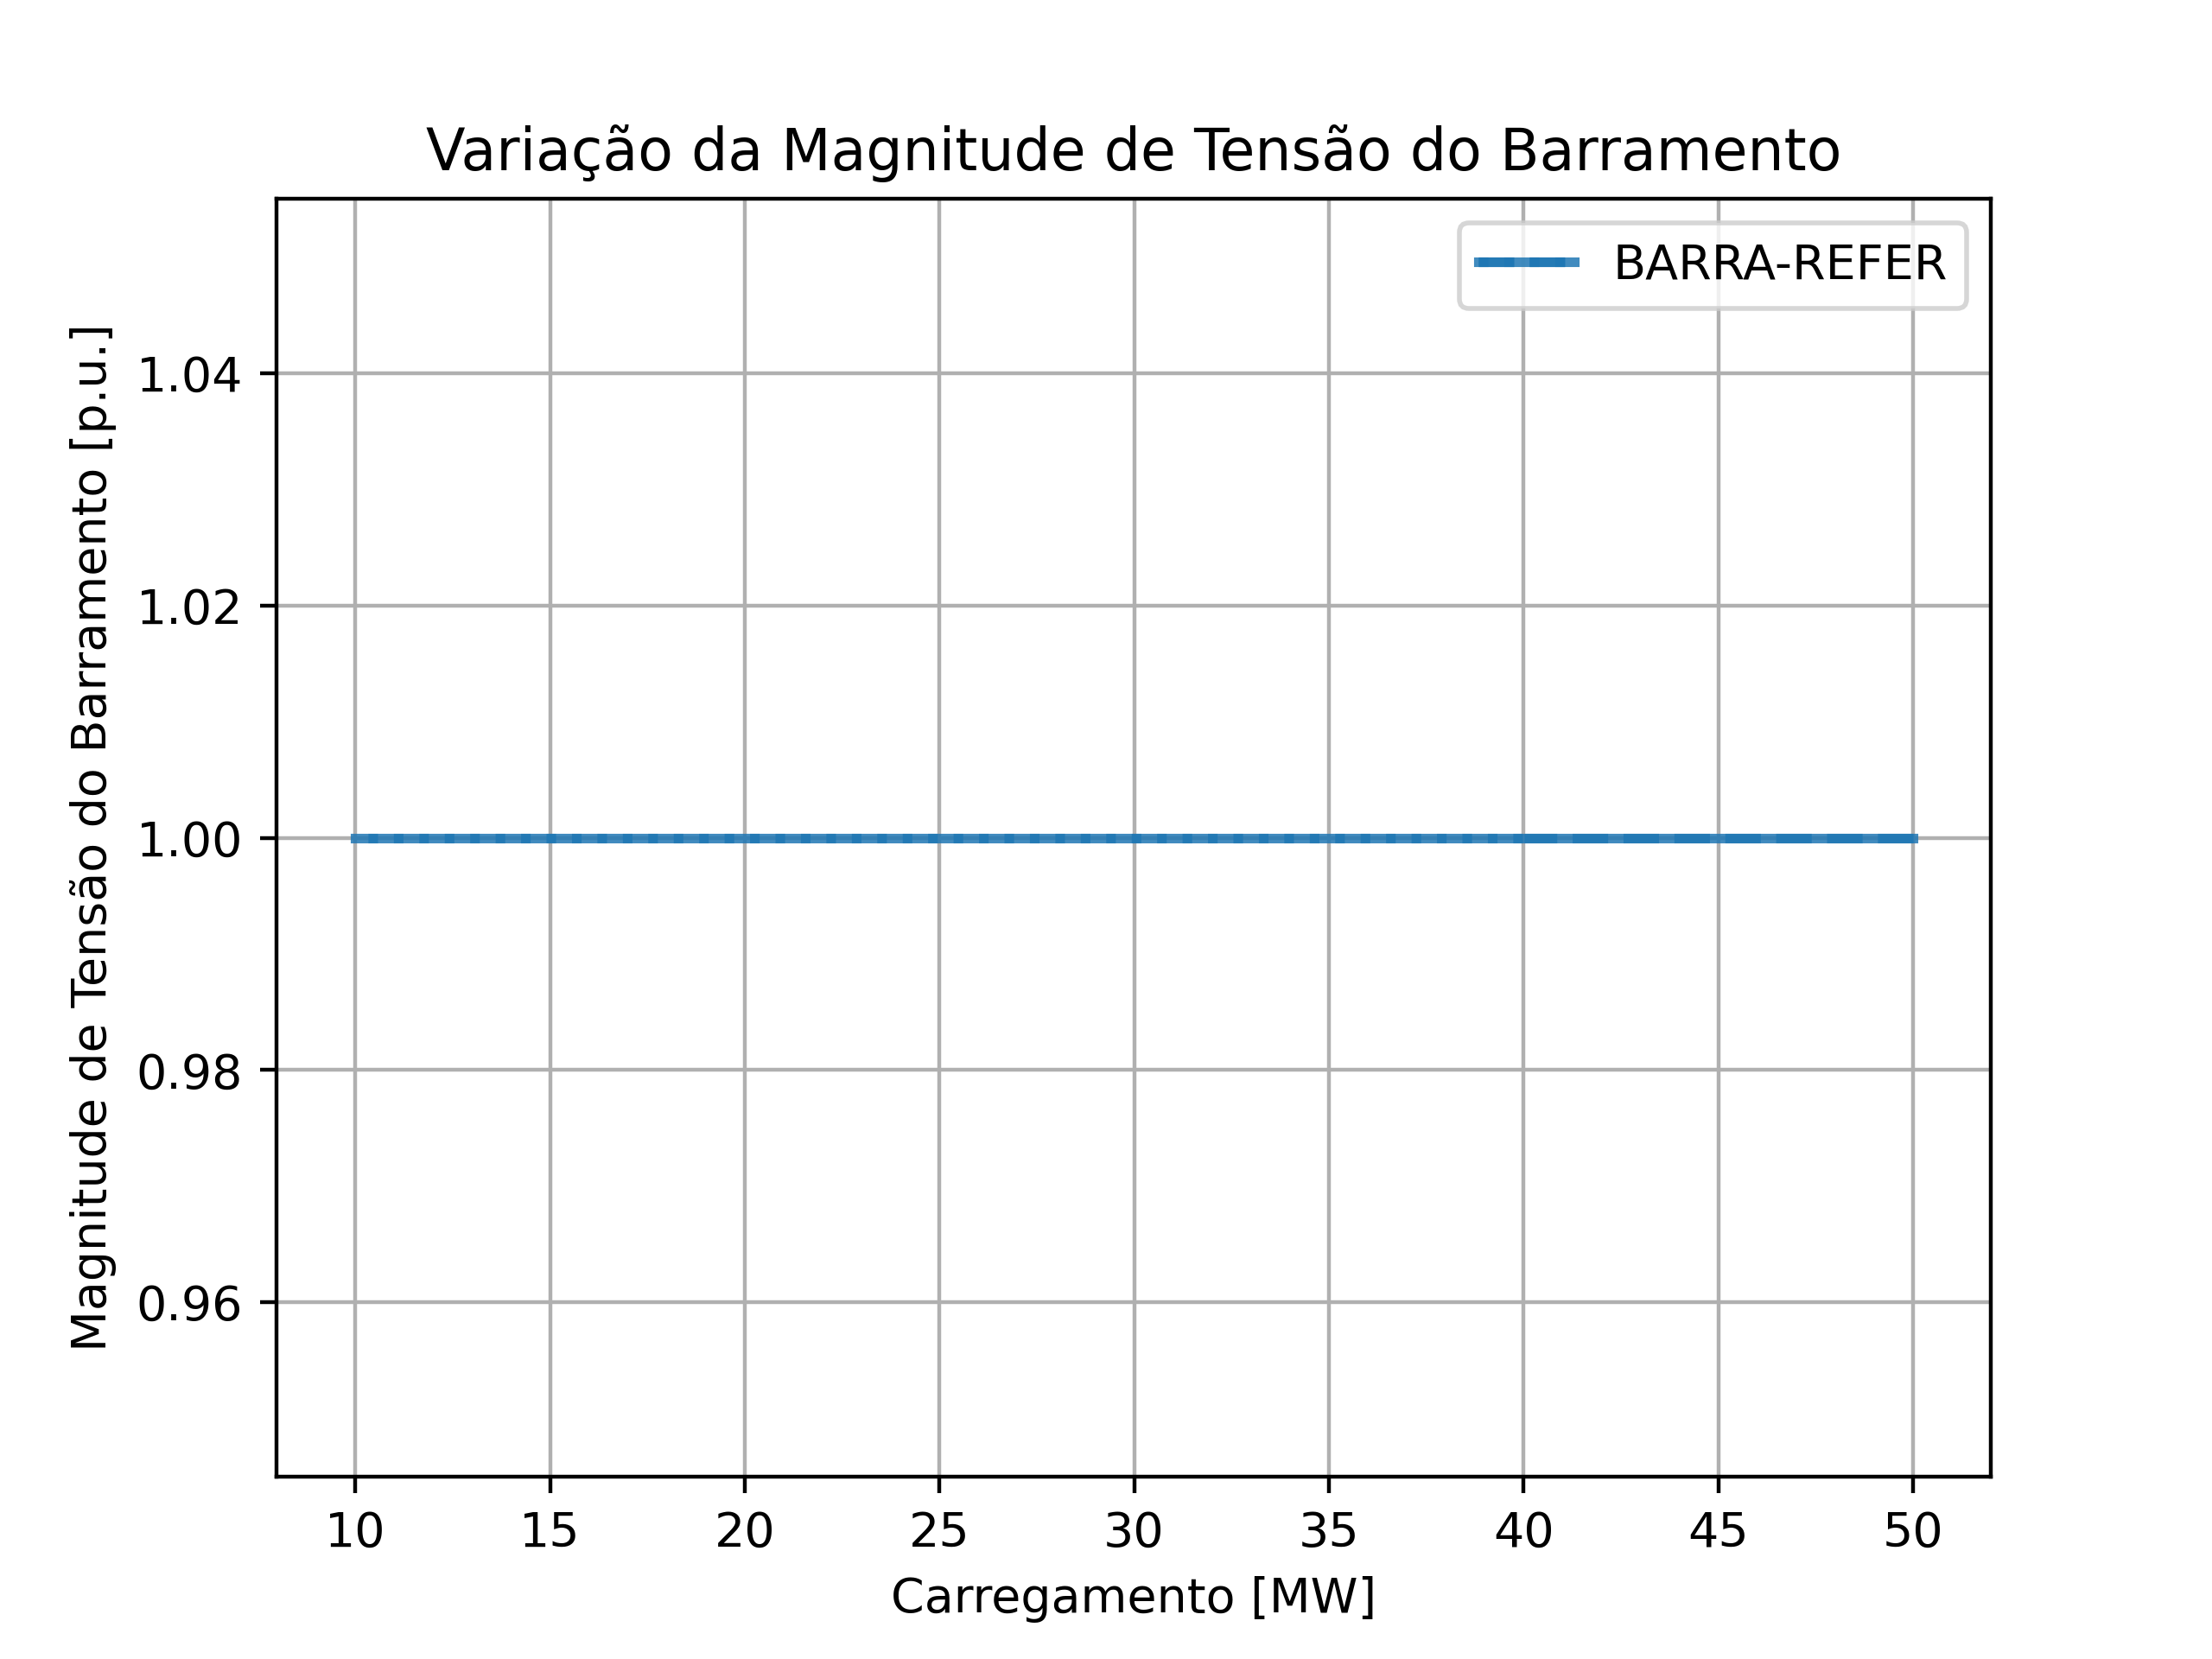 Variação da Magnitude de Tensão do Barramento
BARRA-REFER
Magnitude de Tensão do Barramento [p.u.]
1.04
1.02
1.00
0.98
0.96
10 15 20 25 30 35 40 45 50
Carregamento [MW]